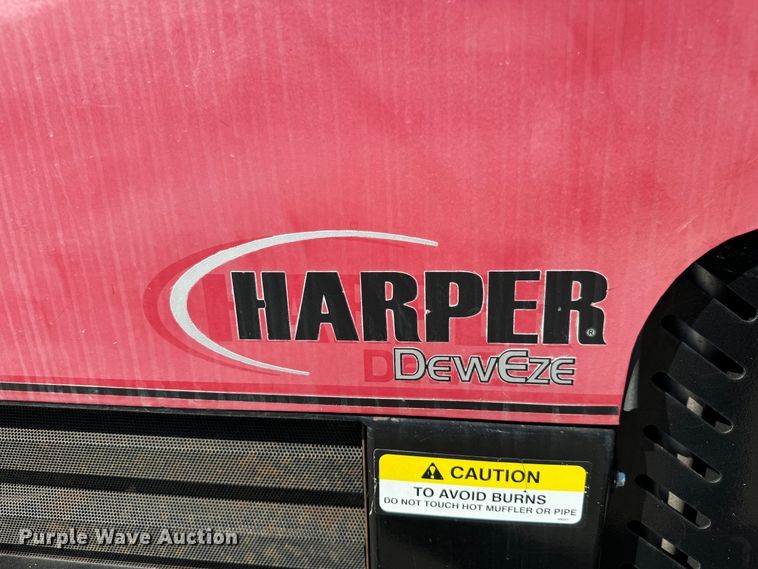 HARPER®
DewEze
CAUTION
TO AVOID BURNS
DO NOT TOUCH HOT MUFFLER OR PIPE
Purple Wave Auction